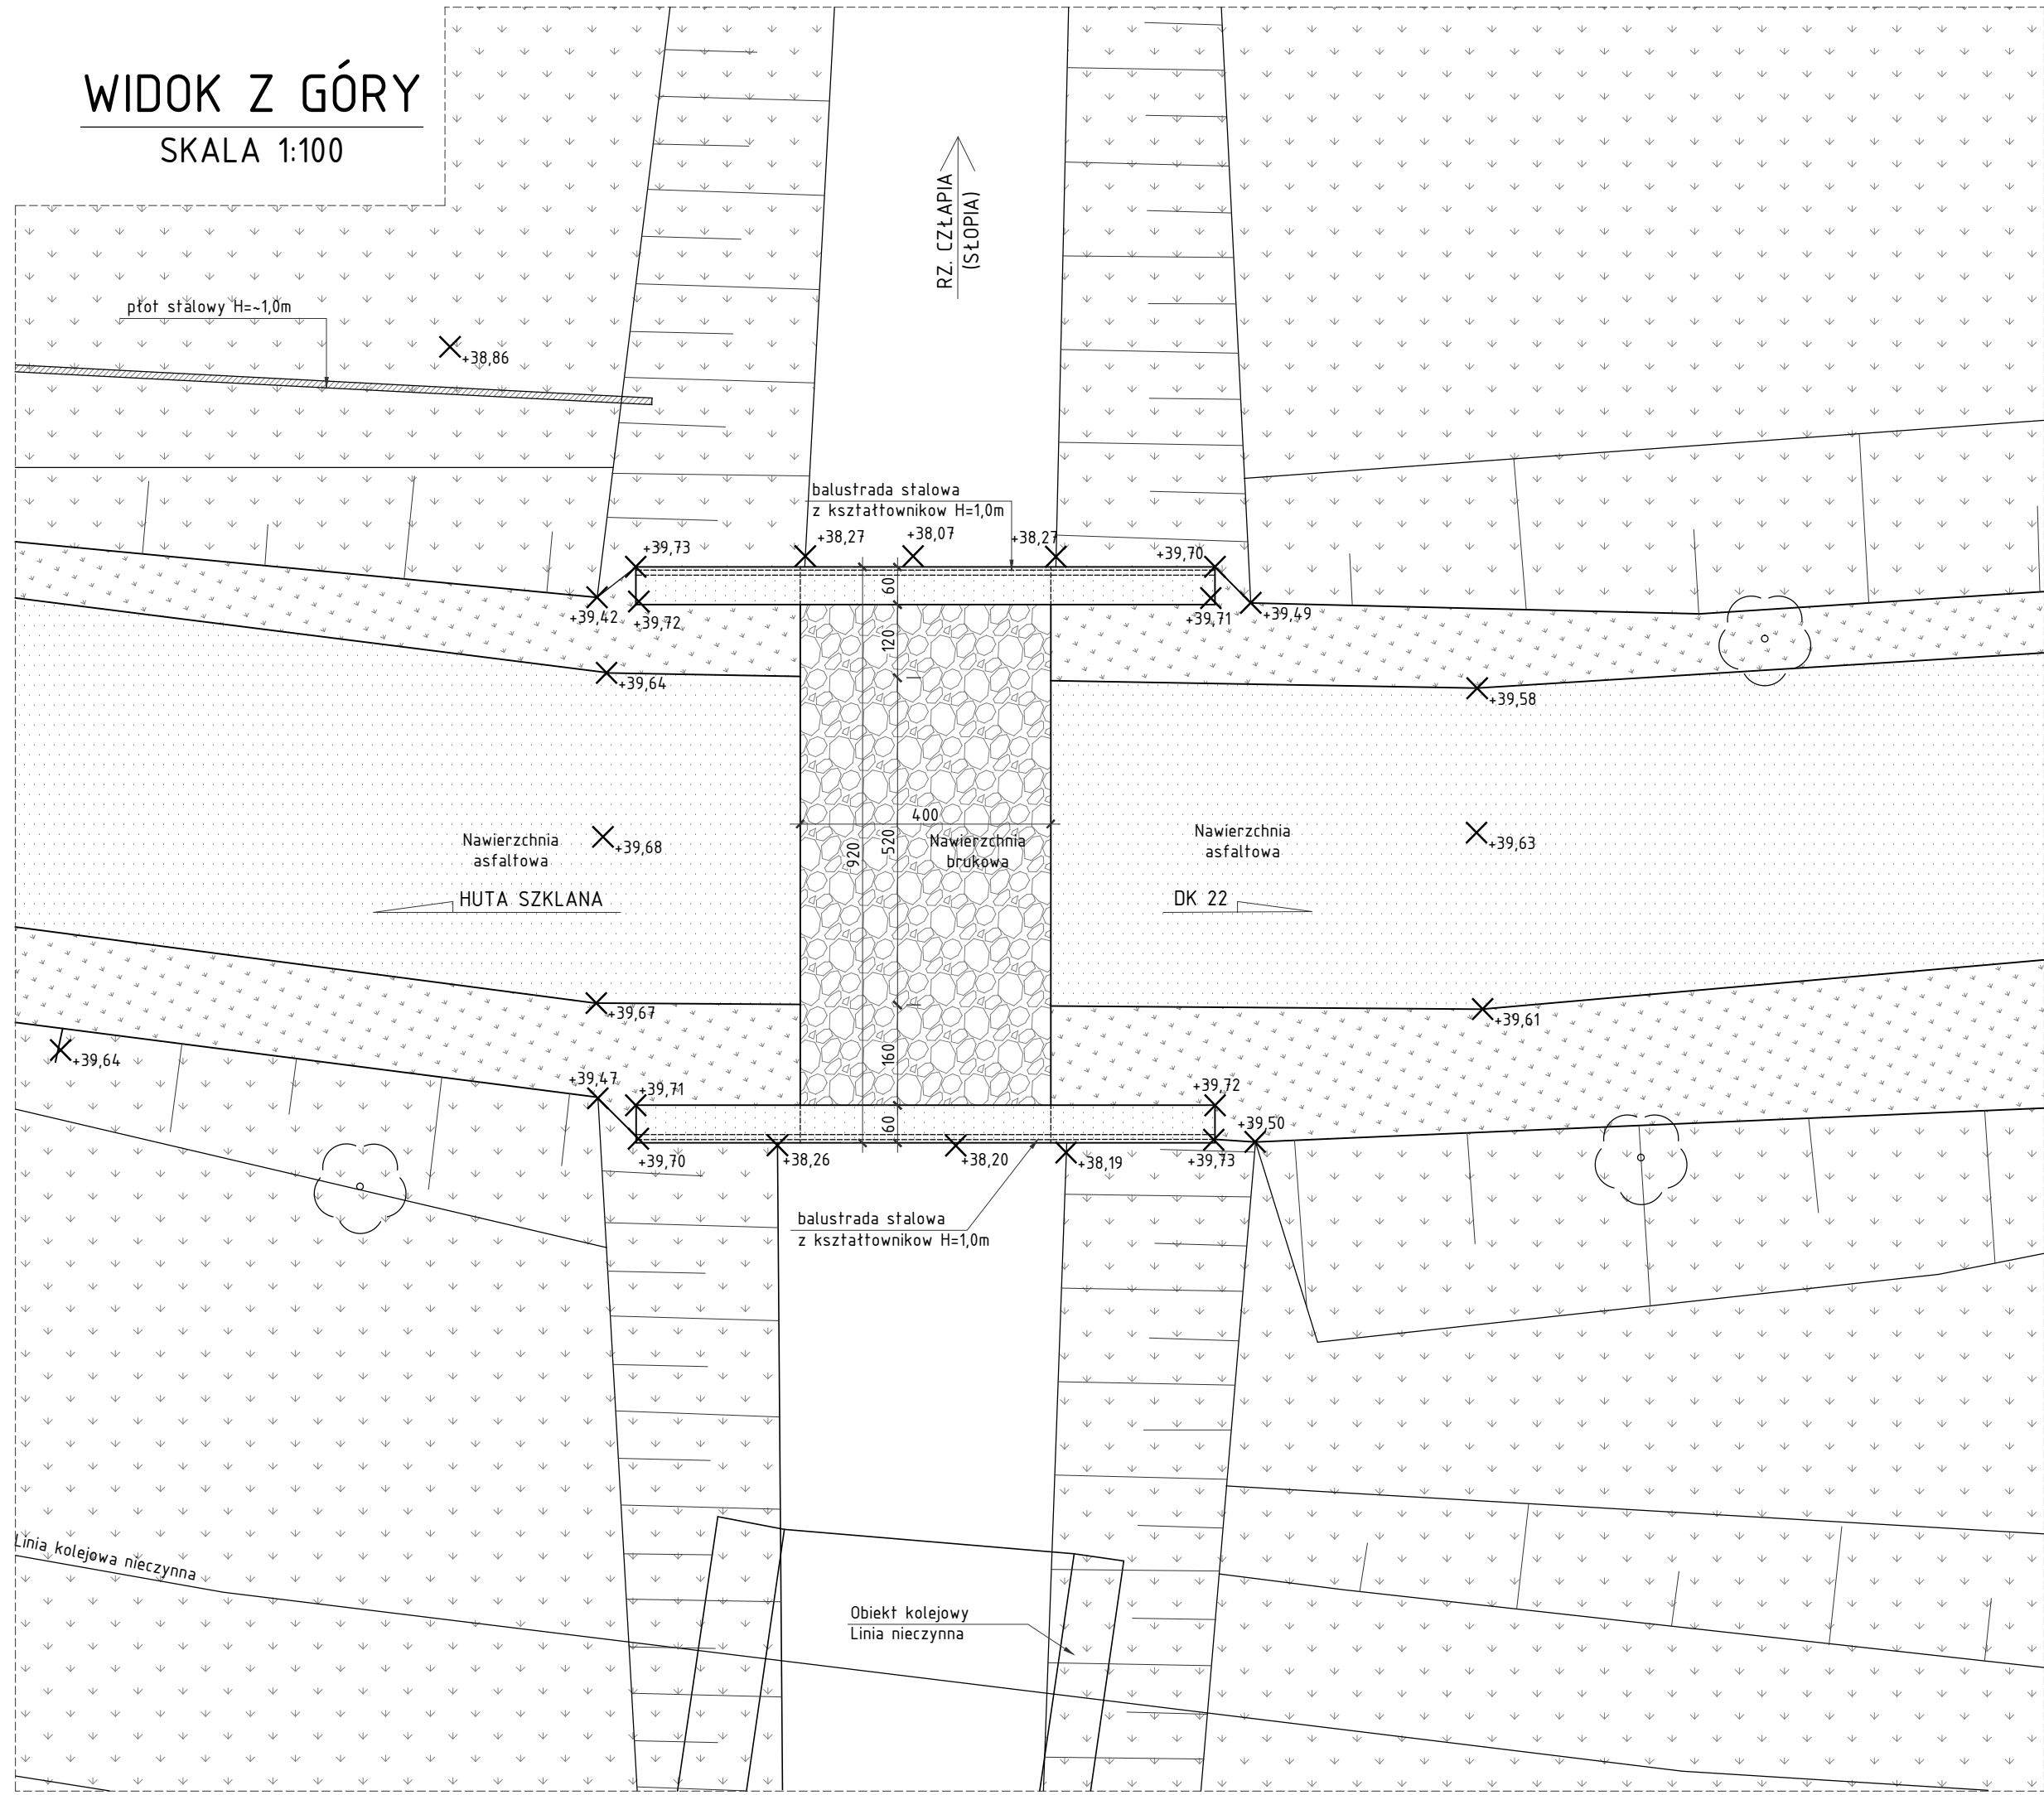 WIDOK Z GÓRY
SKALA 1:100
RZ. CZŁAPIA
(SŁOPIA)
płot stalowy H=~1,0m
+38,86
balustrada stalowa
z kształtownikow H=1,0m
+38,27
+38,07
+38,27
+39,73
+39,70
60
+39,42
+39,72
+39,71
+39,49
120
+39,64
+39,58
400
Nawierzchnia
asfaltowa
+39,68
920
520
Nawierzchnia
brukowa
Nawierzchnia
asfaltowa
+39,63
HUTA SZKLANA
DK 22
+39,67
+39,61
+39,64
160
+39,47
+39,71
+39,72
60
+39,50
+39,70
+38,26
+38,20
+38,19
+39,73
balustrada stalowa
z kształtownikow H=1,0m
Linia kolejowa nieczynna
Obiekt kolejowy
Linia nieczynna